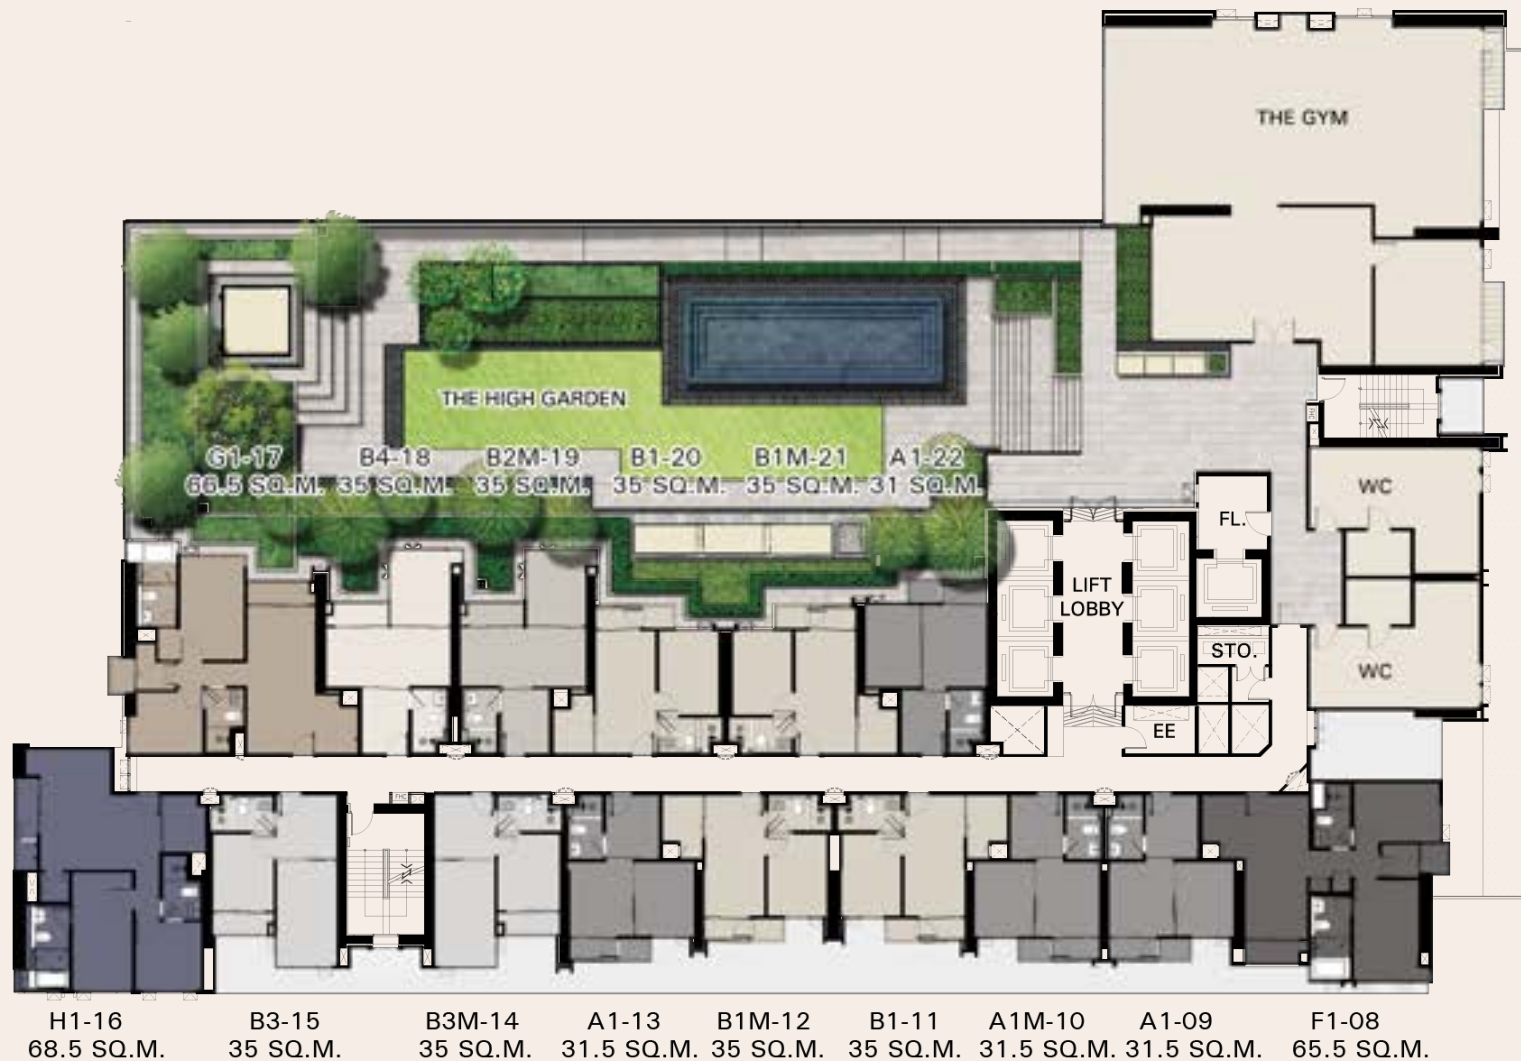 THE GYM
THE HIGH GARDEN
G1-17
66.5 SQ.M.
B4-18
35 SQ.M.
B2M-19
35 SQ.M.
B1-20
35 SQ.M.
B1M-21
35 SQ.M.
A1-22
31 SQ.M.
WC
FL.
LIFT
LOBBY
STO.
WC
EE
FHC
FHC
H1-16
68.5 SQ.M.
B3-15
35 SQ.M.
B3M-14
35 SQ.M.
A1-13
31.5 SQ.M.
B1M-12
35 SQ.M.
B1-11
35 SQ.M.
A1M-10
31.5 SQ.M.
A1-09
31.5 SQ.M.
F1-08
65.5 SQ.M.